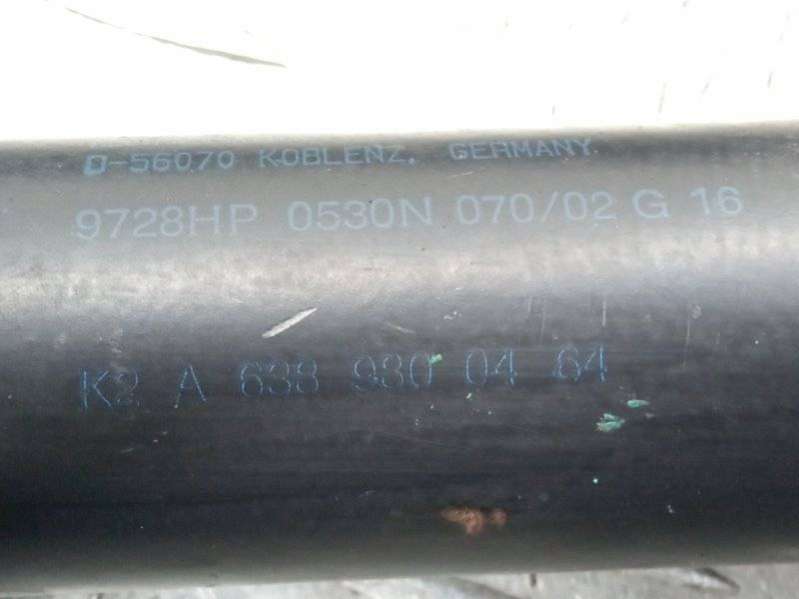 D-56070 KOBLENZ. GERMANY.
9728HP 0530N 070/02 G 16
K2 A 638 980 04 64